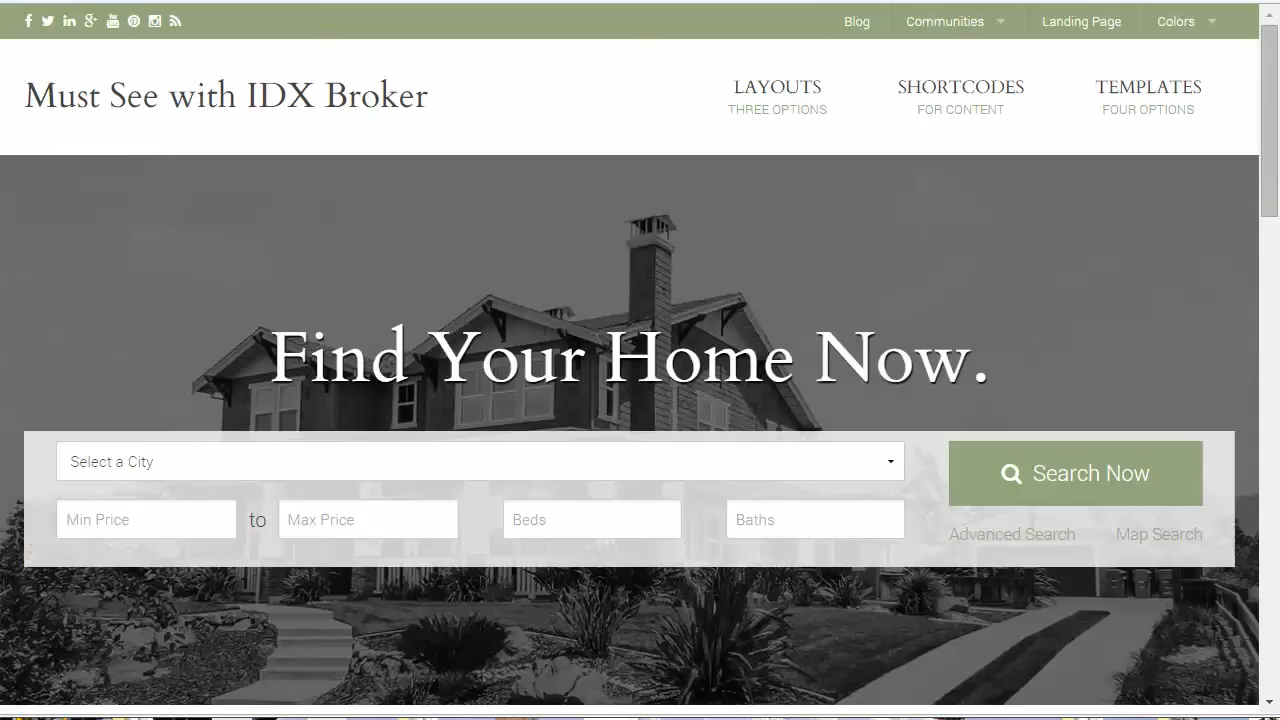 Blog Communities Landing Page Colors
Must See with IDX Broker
LAYOUTS SHORTCODES TEMPLATES
THREE OPTIONS FOR CONTENT FOUR OPTIONS
Find Your Home Now.
Select a City
Search Now
Min Price to Max Price Beds Baths
Advanced Search Map Search